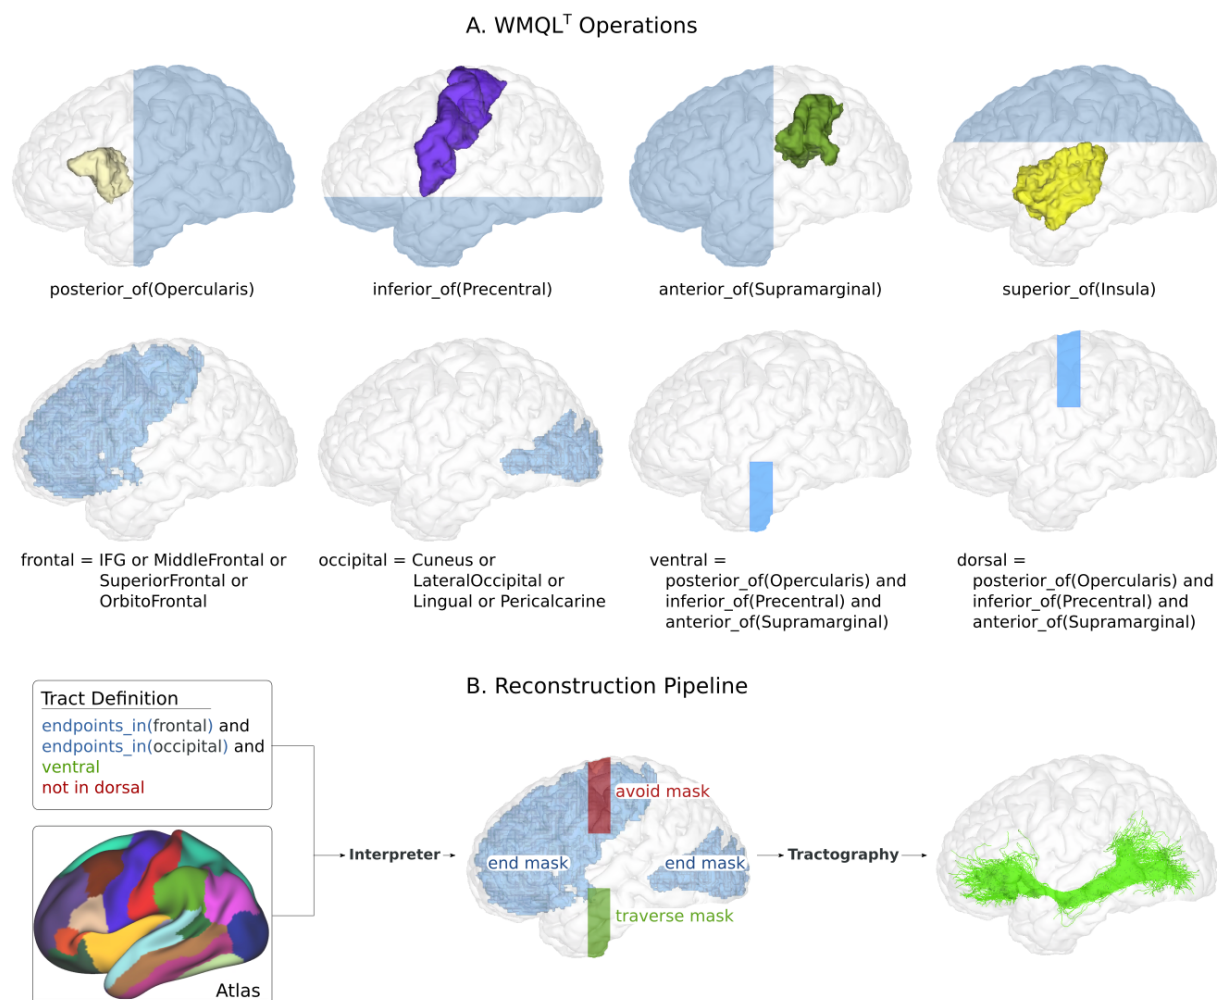 A. WMQL^T Operations
posterior_of(Opercularis)
inferior_of(Precentral)
anterior_of(Supramarginal)
superior_of(Insula)
frontal = IFG or MiddleFrontal or
SuperiorFrontal or
OrbitoFrontal
occipital = Cuneus or
LateralOccipital or
Lingual or Pericalcarine
ventral =
posterior_of(Opercularis) and
inferior_of(Precentral) and
anterior_of(Supramarginal)
dorsal =
posterior_of(Opercularis) and
inferior_of(Precentral) and
anterior_of(Supramarginal)
B. Reconstruction Pipeline
Tract Definition
endpoints_in(frontal) and
endpoints_in(occipital) and
ventral
not in dorsal
Atlas
Interpreter
avoid mask
end mask
end mask
traverse mask
Tractography